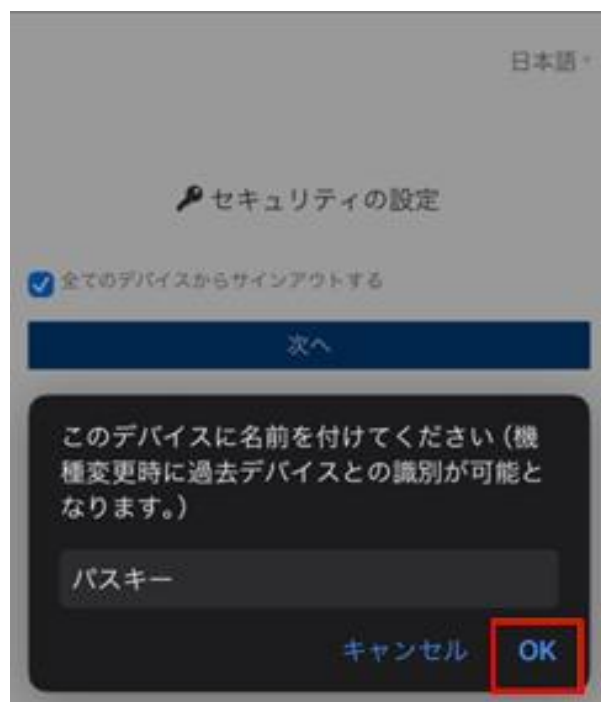 日本語
セキュリティの設定
全てのデバイスからサインアウトする
次へ
このデバイスに名前を付けてください（機
種変更時に過去デバイスとの識別が可能と
なります。）
パスキー
キャンセル OK